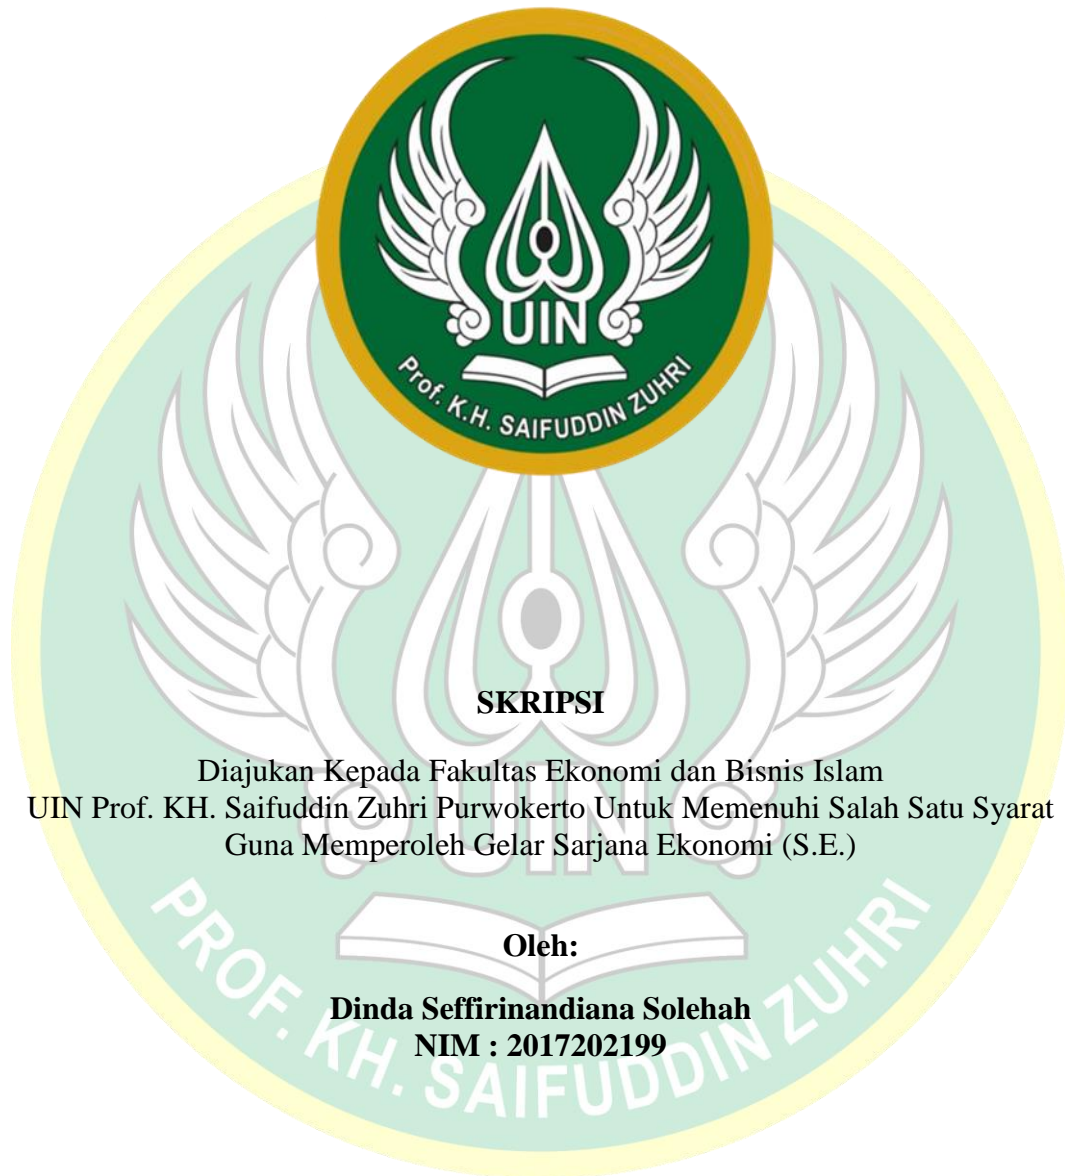 UIN
Prof. K.H. SAIFUDDIN ZUHRI
SKRIPSI
Diajukan Kepada Fakultas Ekonomi dan Bisnis Islam
UIN Prof. KH. Saifuddin Zuhri Purwokerto Untuk Memenuhi Salah Satu Syarat
Guna Memperoleh Gelar Sarjana Ekonomi (S.E.)
UIN
Oleh:
Dinda Seffirinandiana Solehah
NIM : 2017202199
PROF. KH. SAIFUDDIN ZUHRI